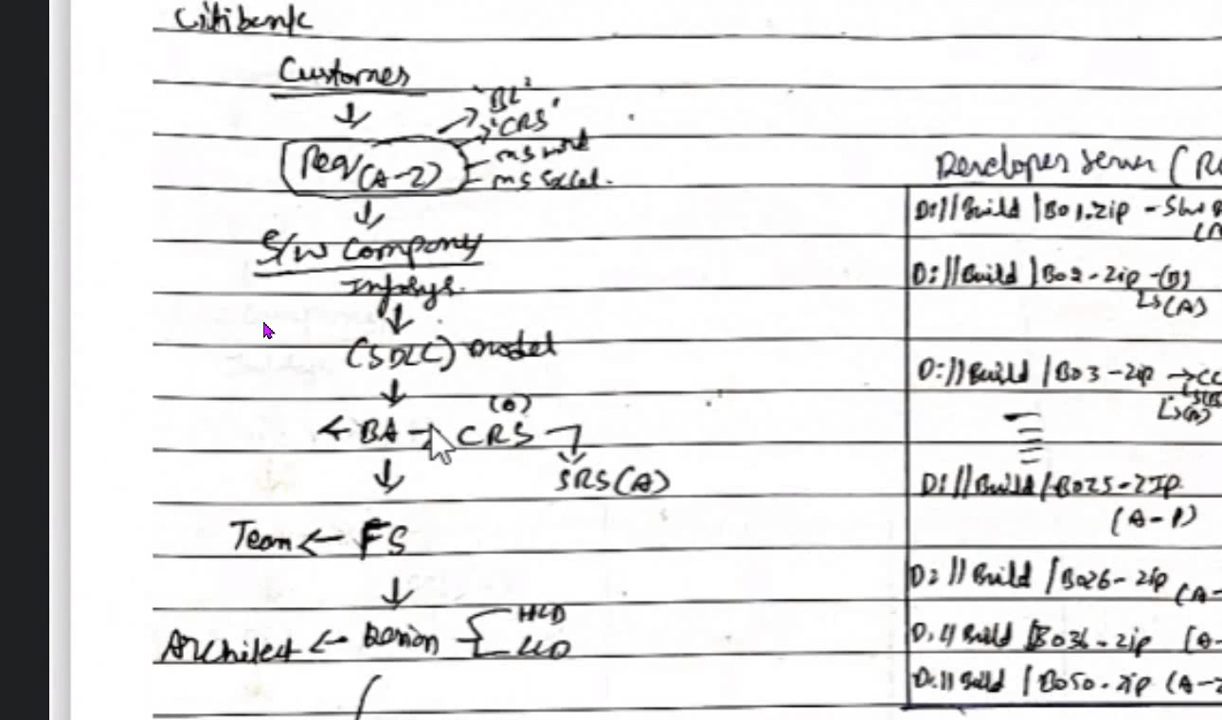 Citibank
Customer
'BL'
'CRS'
Req (A-Z)
ms word
ms Excel.
S/W Company
Infosys.
(SDLC) model
← BA → CRS
SRS(A)
Team ← FS
Architect ← Design
HLD
LLD
Developer Server (
D://Build |B01.zip -
D://Build |B02-zip -(B)
(A)
D://Build |B03-zip →
D://Build/B025-ZIP
(A-P)
D://Build |B026-zip (A-
D://Build |B036-zip (A-
D://Build |B050-zip (A-Z